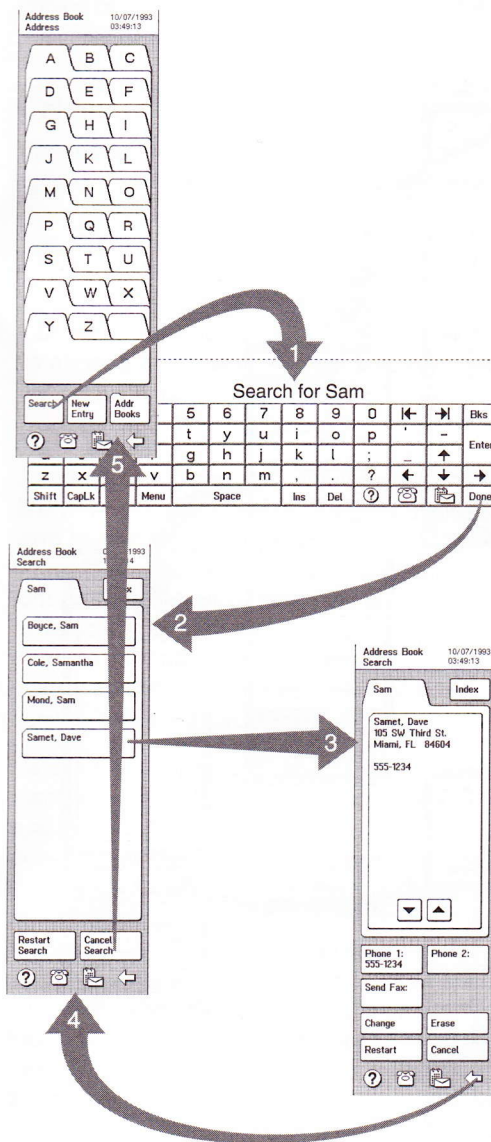 Address Book 10/07/1993
Address 03:49:13
A B C
D E F
G H I
J K L
M N O
P Q R
S T U
V W X
Y Z
Search New Entry Addr Books
?
1
Search for Sam
5 6 7 8 9 0 Bks
t y u i o p ' -
Enter
g h j k l ; _
z x v b n m , . ?
Shift CapLk Menu Space Ins Del ? Done
5
Address Book 1993
Search
Sam
Boyce, Sam
Cole, Samantha
Mond, Sam
Samet, Dave
Restart Search Cancel Search
?
2
3
4
Address Book 10/07/1993
Search 03:49:13
Sam Index
Samet, Dave
105 SW Third St.
Miami, FL 84604
555-1234
Phone 1: 555-1234 Phone 2:
Send Fax:
Change Erase
Restart Cancel
?